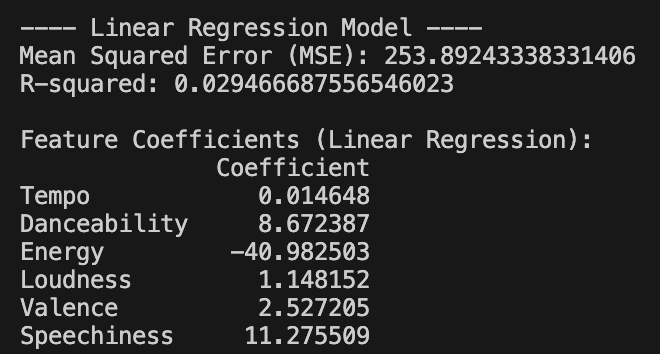 ---- Linear Regression Model ----
Mean Squared Error (MSE): 253.89243338331406
R-squared: 0.029466687556546023
Feature Coefficients (Linear Regression):
Coefficient
Tempo 0.014648
Danceability 8.672387
Energy -40.982503
Loudness 1.148152
Valence 2.527205
Speechiness 11.275509